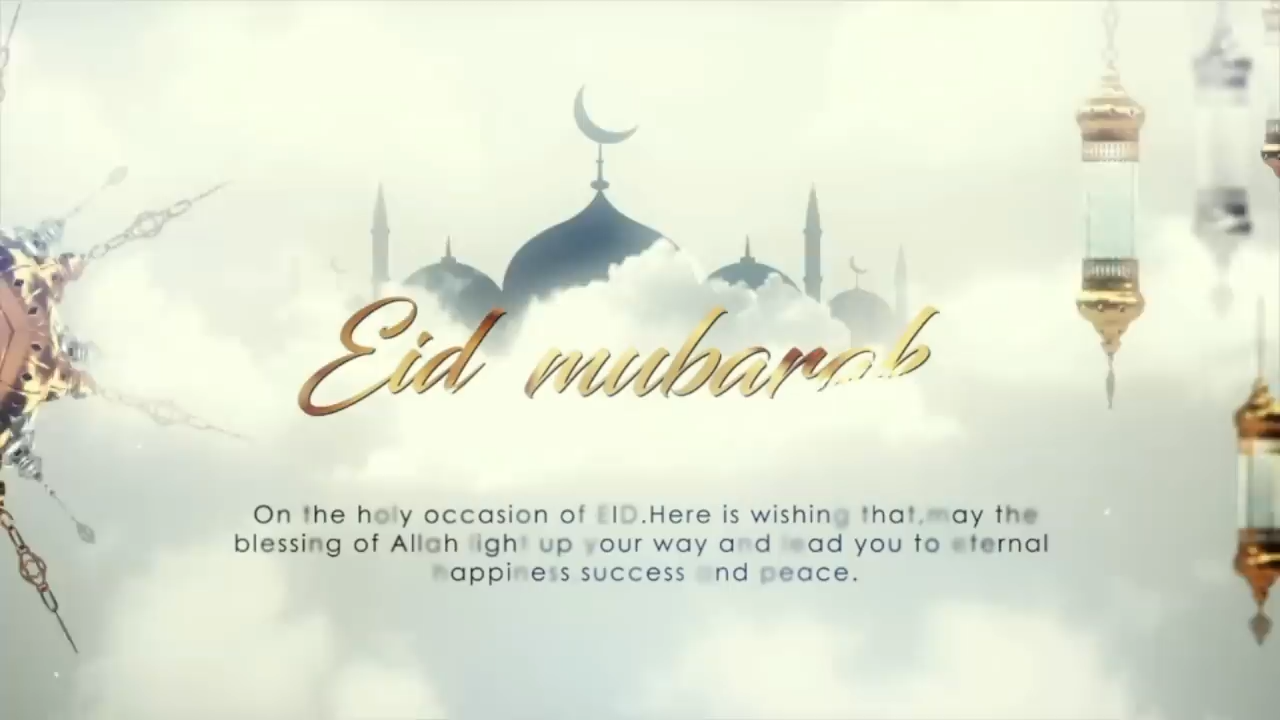 Eid mubarak
On the holy occasion of EID.Here is wishing that,may the
blessing of Allah light up your way and lead you to eternal
happiness success and peace.